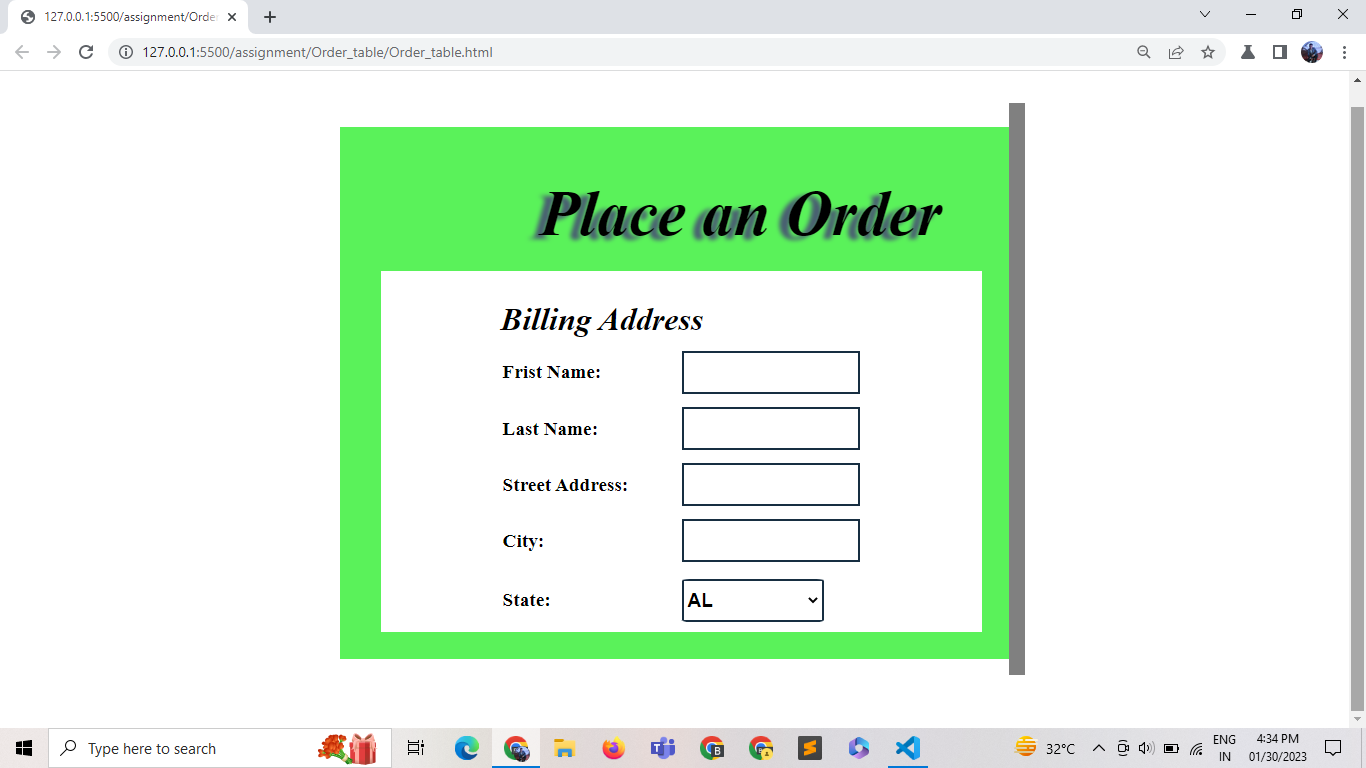 127.0.0.1:5500/assignment/Orde
127.0.0.1:5500/assignment/Order_table/Order_table.html
Place an Order
Billing Address
Frist Name:
Last Name:
Street Address:
City:
State:
AL
Type here to search
32°C
ENG
IN
4:34 PM
01/30/2023